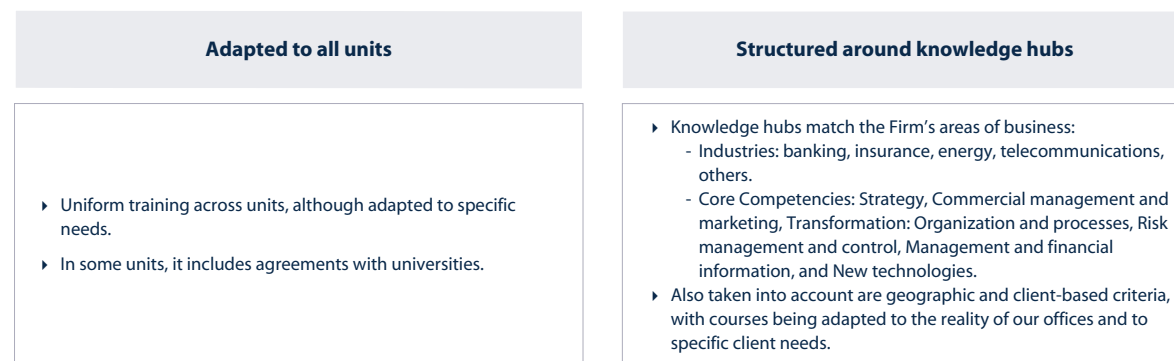 Adapted to all units
▸ Uniform training across units, although adapted to specific
needs.
▸ In some units, it includes agreements with universities.
Structured around knowledge hubs
▸ Knowledge hubs match the Firm's areas of business:
- Industries: banking, insurance, energy, telecommunications,
others.
- Core Competencies: Strategy, Commercial management and
marketing, Transformation: Organization and processes, Risk
management and control, Management and financial
information, and New technologies.
▸ Also taken into account are geographic and client-based criteria,
with courses being adapted to the reality of our offices and to
specific client needs.